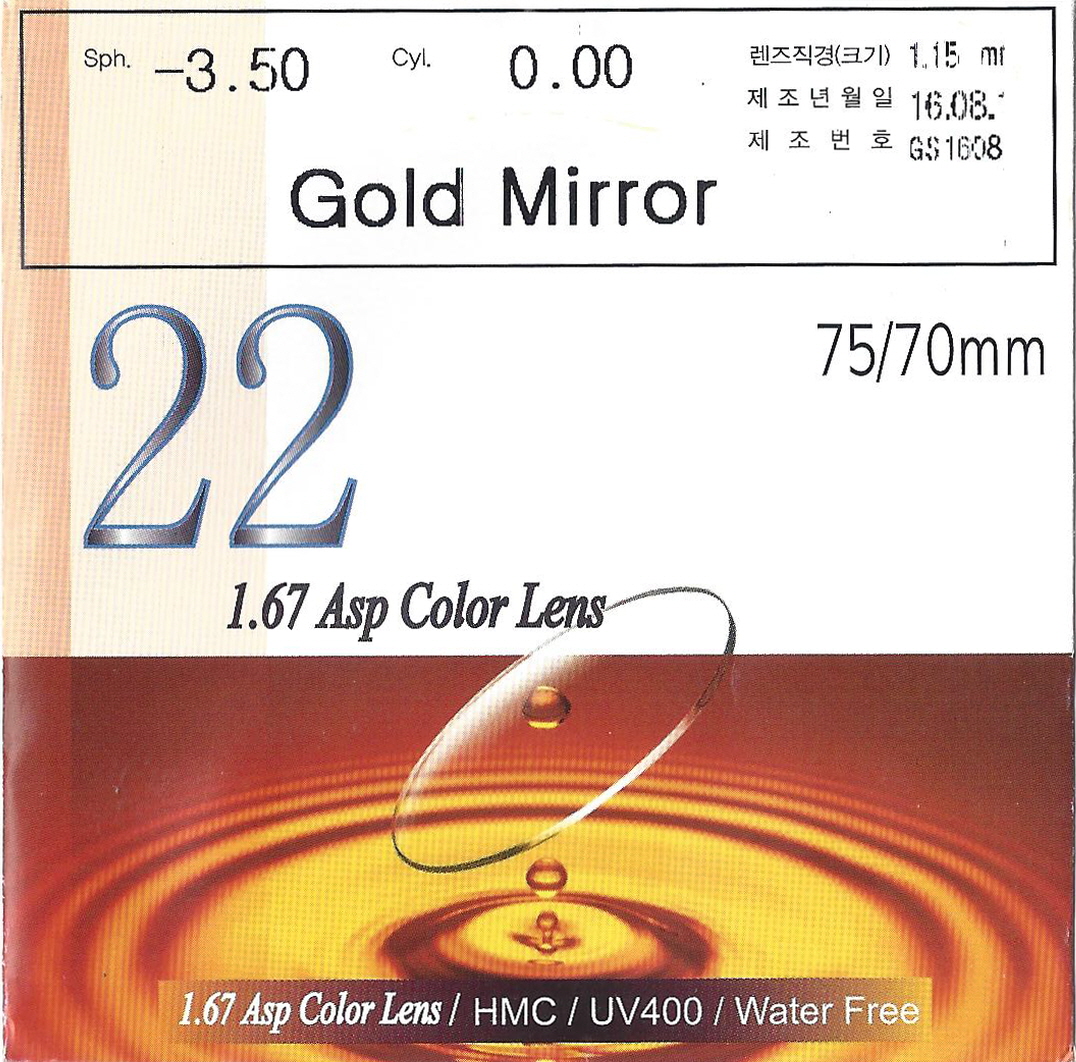 Sph. -3.50 Cyl. 0.00 렌즈직경(크기) 1.15
제조년월일 16.08.
제조번호 GS1608
Gold Mirror
22
75/70mm
1.67 Asp Color Lens
1.67 Asp Color Lens / HMC / UV400 / Water Free